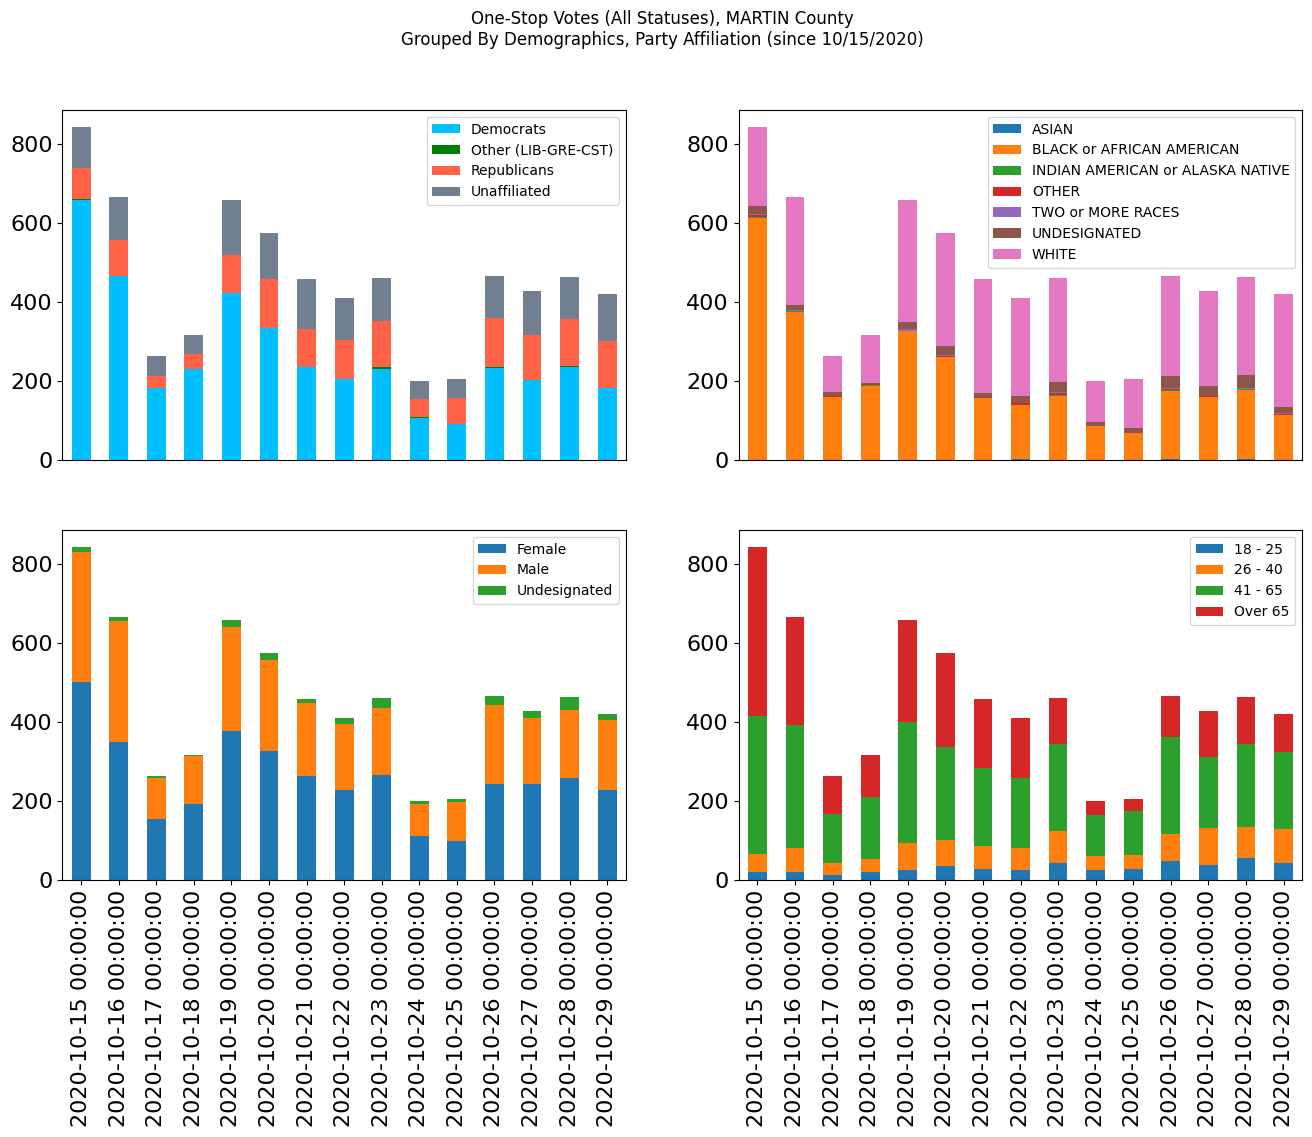 One-Stop Votes (All Statuses), MARTIN County
Grouped By Demographics, Party Affiliation (since 10/15/2020)
800
600
400
200
0
Democrats
Other (LIB-GRE-CST)
Republicans
Unaffiliated
800
600
400
200
0
ASIAN
BLACK or AFRICAN AMERICAN
INDIAN AMERICAN or ALASKA NATIVE
OTHER
TWO or MORE RACES
UNDESIGNATED
WHITE
800
600
400
200
0
Female
Male
Undesignated
2020-10-15 00:00:00
2020-10-16 00:00:00
2020-10-17 00:00:00
2020-10-18 00:00:00
2020-10-19 00:00:00
2020-10-20 00:00:00
2020-10-21 00:00:00
2020-10-22 00:00:00
2020-10-23 00:00:00
2020-10-24 00:00:00
2020-10-25 00:00:00
2020-10-26 00:00:00
2020-10-27 00:00:00
2020-10-28 00:00:00
2020-10-29 00:00:00
800
600
400
200
0
18 - 25
26 - 40
41 - 65
Over 65
2020-10-15 00:00:00
2020-10-16 00:00:00
2020-10-17 00:00:00
2020-10-18 00:00:00
2020-10-19 00:00:00
2020-10-20 00:00:00
2020-10-21 00:00:00
2020-10-22 00:00:00
2020-10-23 00:00:00
2020-10-24 00:00:00
2020-10-25 00:00:00
2020-10-26 00:00:00
2020-10-27 00:00:00
2020-10-28 00:00:00
2020-10-29 00:00:00